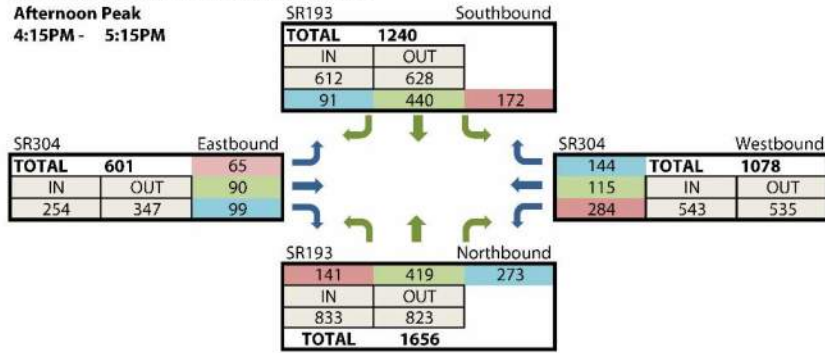 Afternoon Peak
4:15PM - 5:15PM
SR193 Southbound
TOTAL 1240
IN OUT
612 628
91 440 172
SR304 Eastbound
TOTAL 601 65
IN OUT 90
254 347 99
SR304 Westbound
144 TOTAL 1078
115 IN OUT
284 543 535
SR193 Northbound
141 419 273
IN OUT
833 823
TOTAL 1656